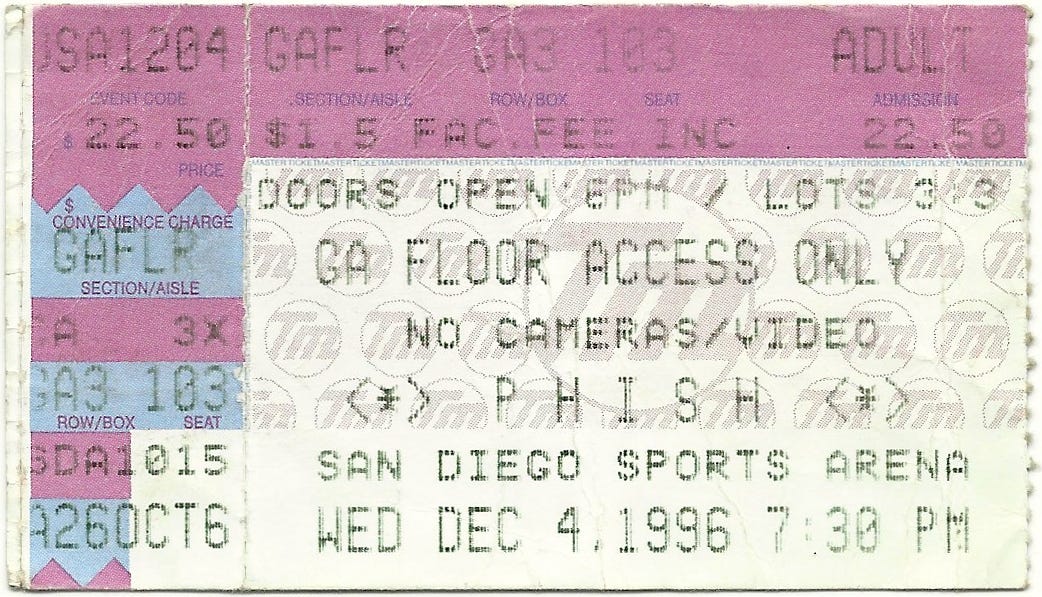 USA1204 GAFLR GA3 103 ADULT
EVENT CODE SECTION/AISLE ROW/BOX SEAT ADMISSION
$ 22.50 $1.5 FAC.FEE INC 22.50
PRICE
MASTERTICKETMASTERTICKETMASTERTICKETMASTERTICKETMASTERTICKETMASTERTICKETMASTERTICKETMASTERTICKET
DOORS OPEN 6PM / LOTS 3:3
$
CONVENIENCE CHARGE
GAFLR GA FLOOR ACCESS ONLY
SECTION/AISLE
CA 3X NO CAMERAS/VIDEO
GA3 103 <*> P H I S H <*>
ROW/BOX SEAT
SDA1015 SAN DIEGO SPORTS ARENA
A26OCT6 WED DEC 4,1996 7:30 PM